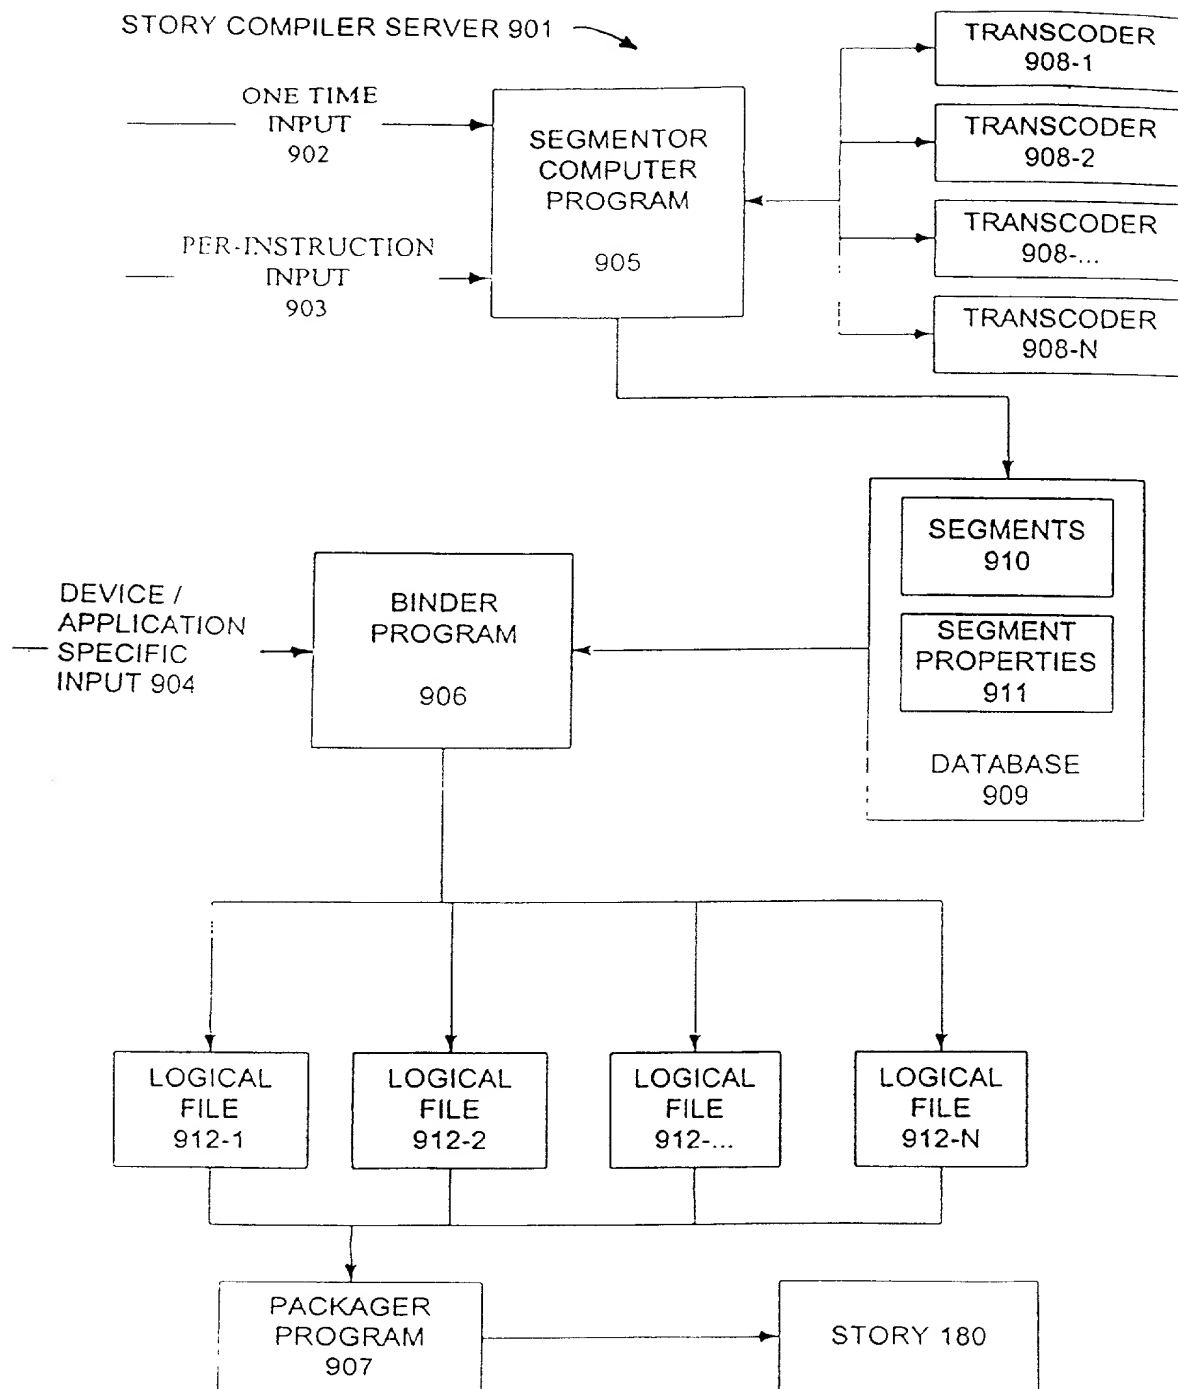 STORY COMPILER SERVER 901
ONE TIME
INPUT
902
PER-INSTRUCTION
INPUT
903
SEGMENTOR
COMPUTER
PROGRAM
905
TRANSCODER
908-1
TRANSCODER
908-2
TRANSCODER
908-...
TRANSCODER
908-N
SEGMENTS
910
SEGMENT
PROPERTIES
911
DATABASE
909
DEVICE /
APPLICATION
SPECIFIC
INPUT 904
BINDER
PROGRAM
906
LOGICAL
FILE
912-1
LOGICAL
FILE
912-2
LOGICAL
FILE
912-...
LOGICAL
FILE
912-N
PACKAGER
PROGRAM
907
STORY 180